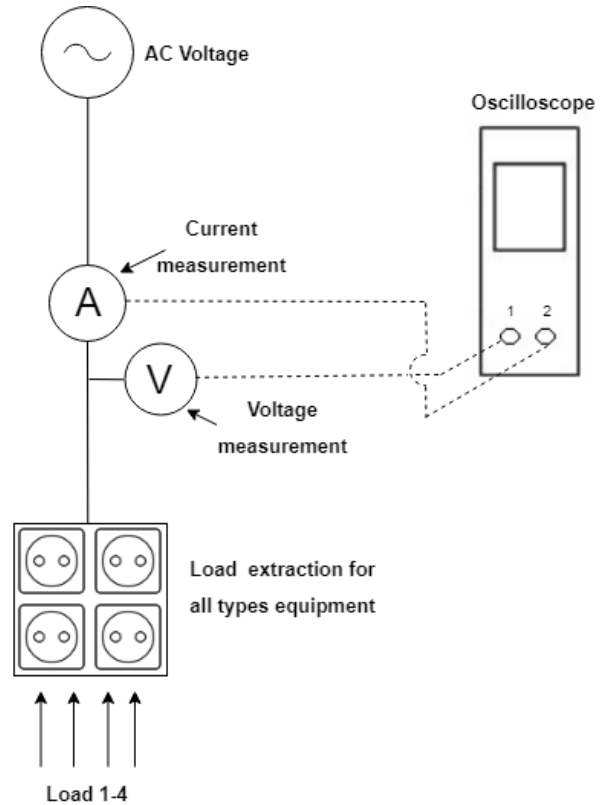 AC Voltage
Oscilloscope
Current
measurement
A
1 2
V
Voltage
measurement
Load extraction for
all types equipment
Load 1-4